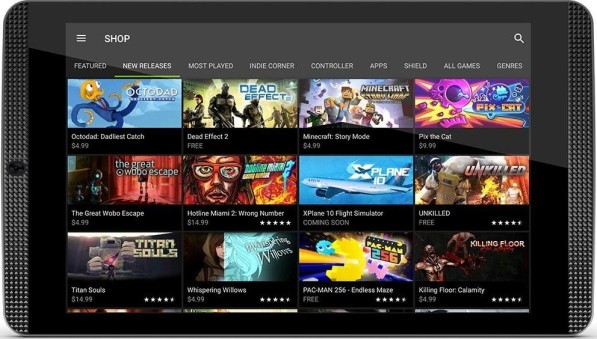 SHOP
FEATURED NEW RELEASES MOST PLAYED INDIE CORNER CONTROLLER APPS SHIELD ALL GAMES GENRES
OCTODAD
DEAD EFFECT 2
MINECRAFT
STORY MODE
PIX THE CAT
Octodad: Dadliest Catch
$4.99
Dead Effect 2
FREE
Minecraft: Story Mode
$4.99
Pix the Cat
$9.99
the great wobo escape
hotline miami 2:
X PLANE 10
UNKILLED
The Great Wobo Escape
$4.99
Hotline Miami 2: Wrong Number
$14.99
XPlane 10 Flight Simulator
COMING SOON
UNKILLED
FREE
TITAN SOULS
Whispering Willows
PAC-MAN 256
KILLING FLOOR
Titan Souls
$14.99
Whispering Willows
$9.99
PAC-MAN 256 - Endless Maze
FREE
Killing Floor: Calamity
$4.99